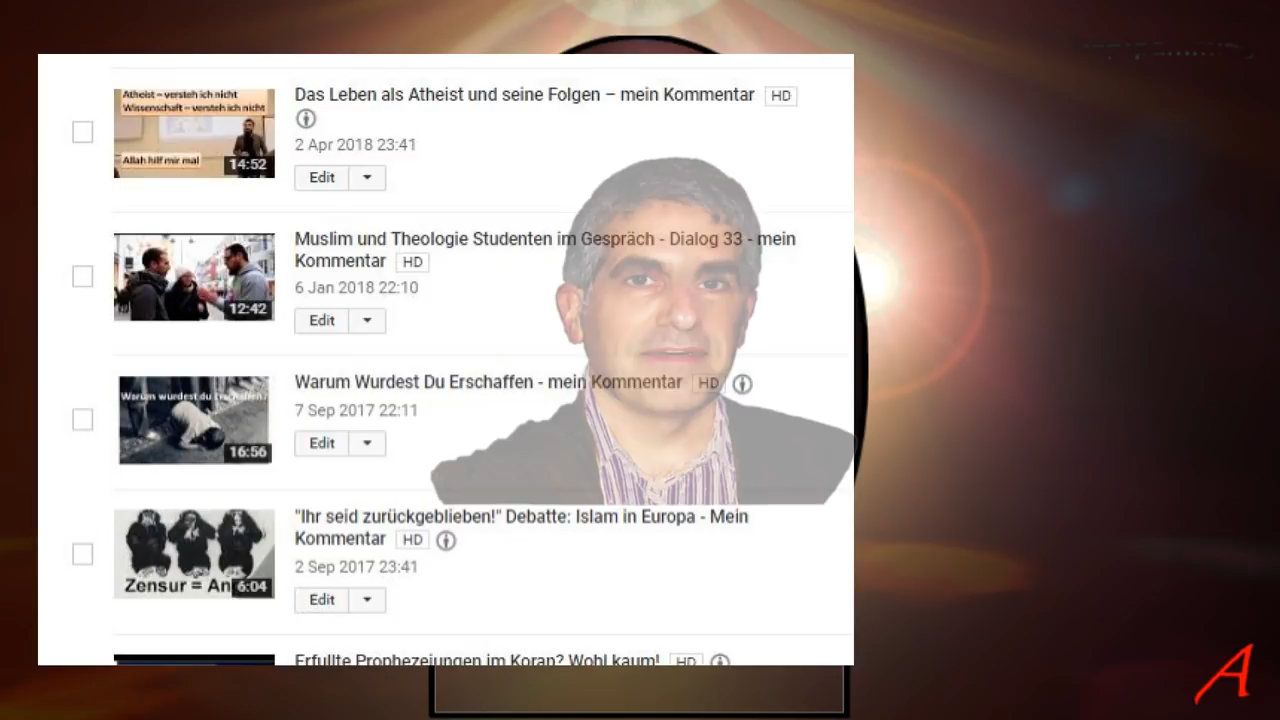 Atheist – versteh ich nicht
Wissenschaft – versteh ich nicht
Allah hilf mir mal
14:52
Das Leben als Atheist und seine Folgen – mein Kommentar HD
2 Apr 2018 23:41
Edit
12:42
Muslim und Theologie Studenten im Gespräch - Dialog 33 - mein
Kommentar HD
6 Jan 2018 22:10
Edit
Warum wurdest du Erschaffen?
16:56
Warum Wurdest Du Erschaffen - mein Kommentar HD
7 Sep 2017 22:11
Edit
Zensur = An
6:04
"Ihr seid zurückgeblieben!" Debatte: Islam in Europa - Mein
Kommentar HD
2 Sep 2017 23:41
Edit
Erfullte Prophezeiungen im Koran? Wohl kaum! HD
A